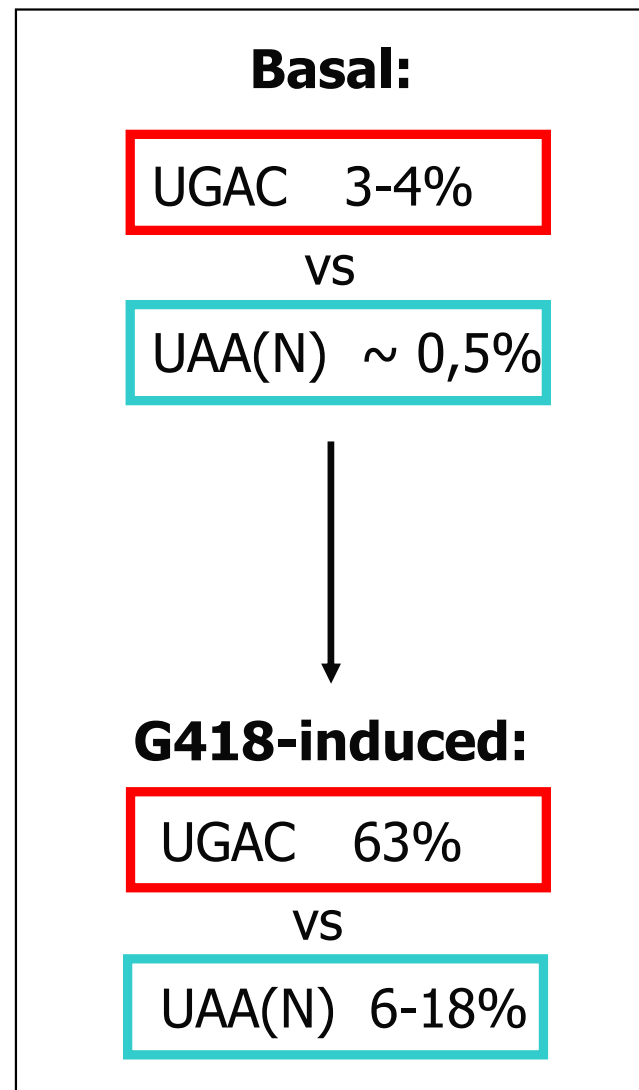 Basal:
UGAC 3-4%
vs
UAA(N) ~ 0,5%
G418-induced:
UGAC 63%
vs
UAA(N) 6-18%